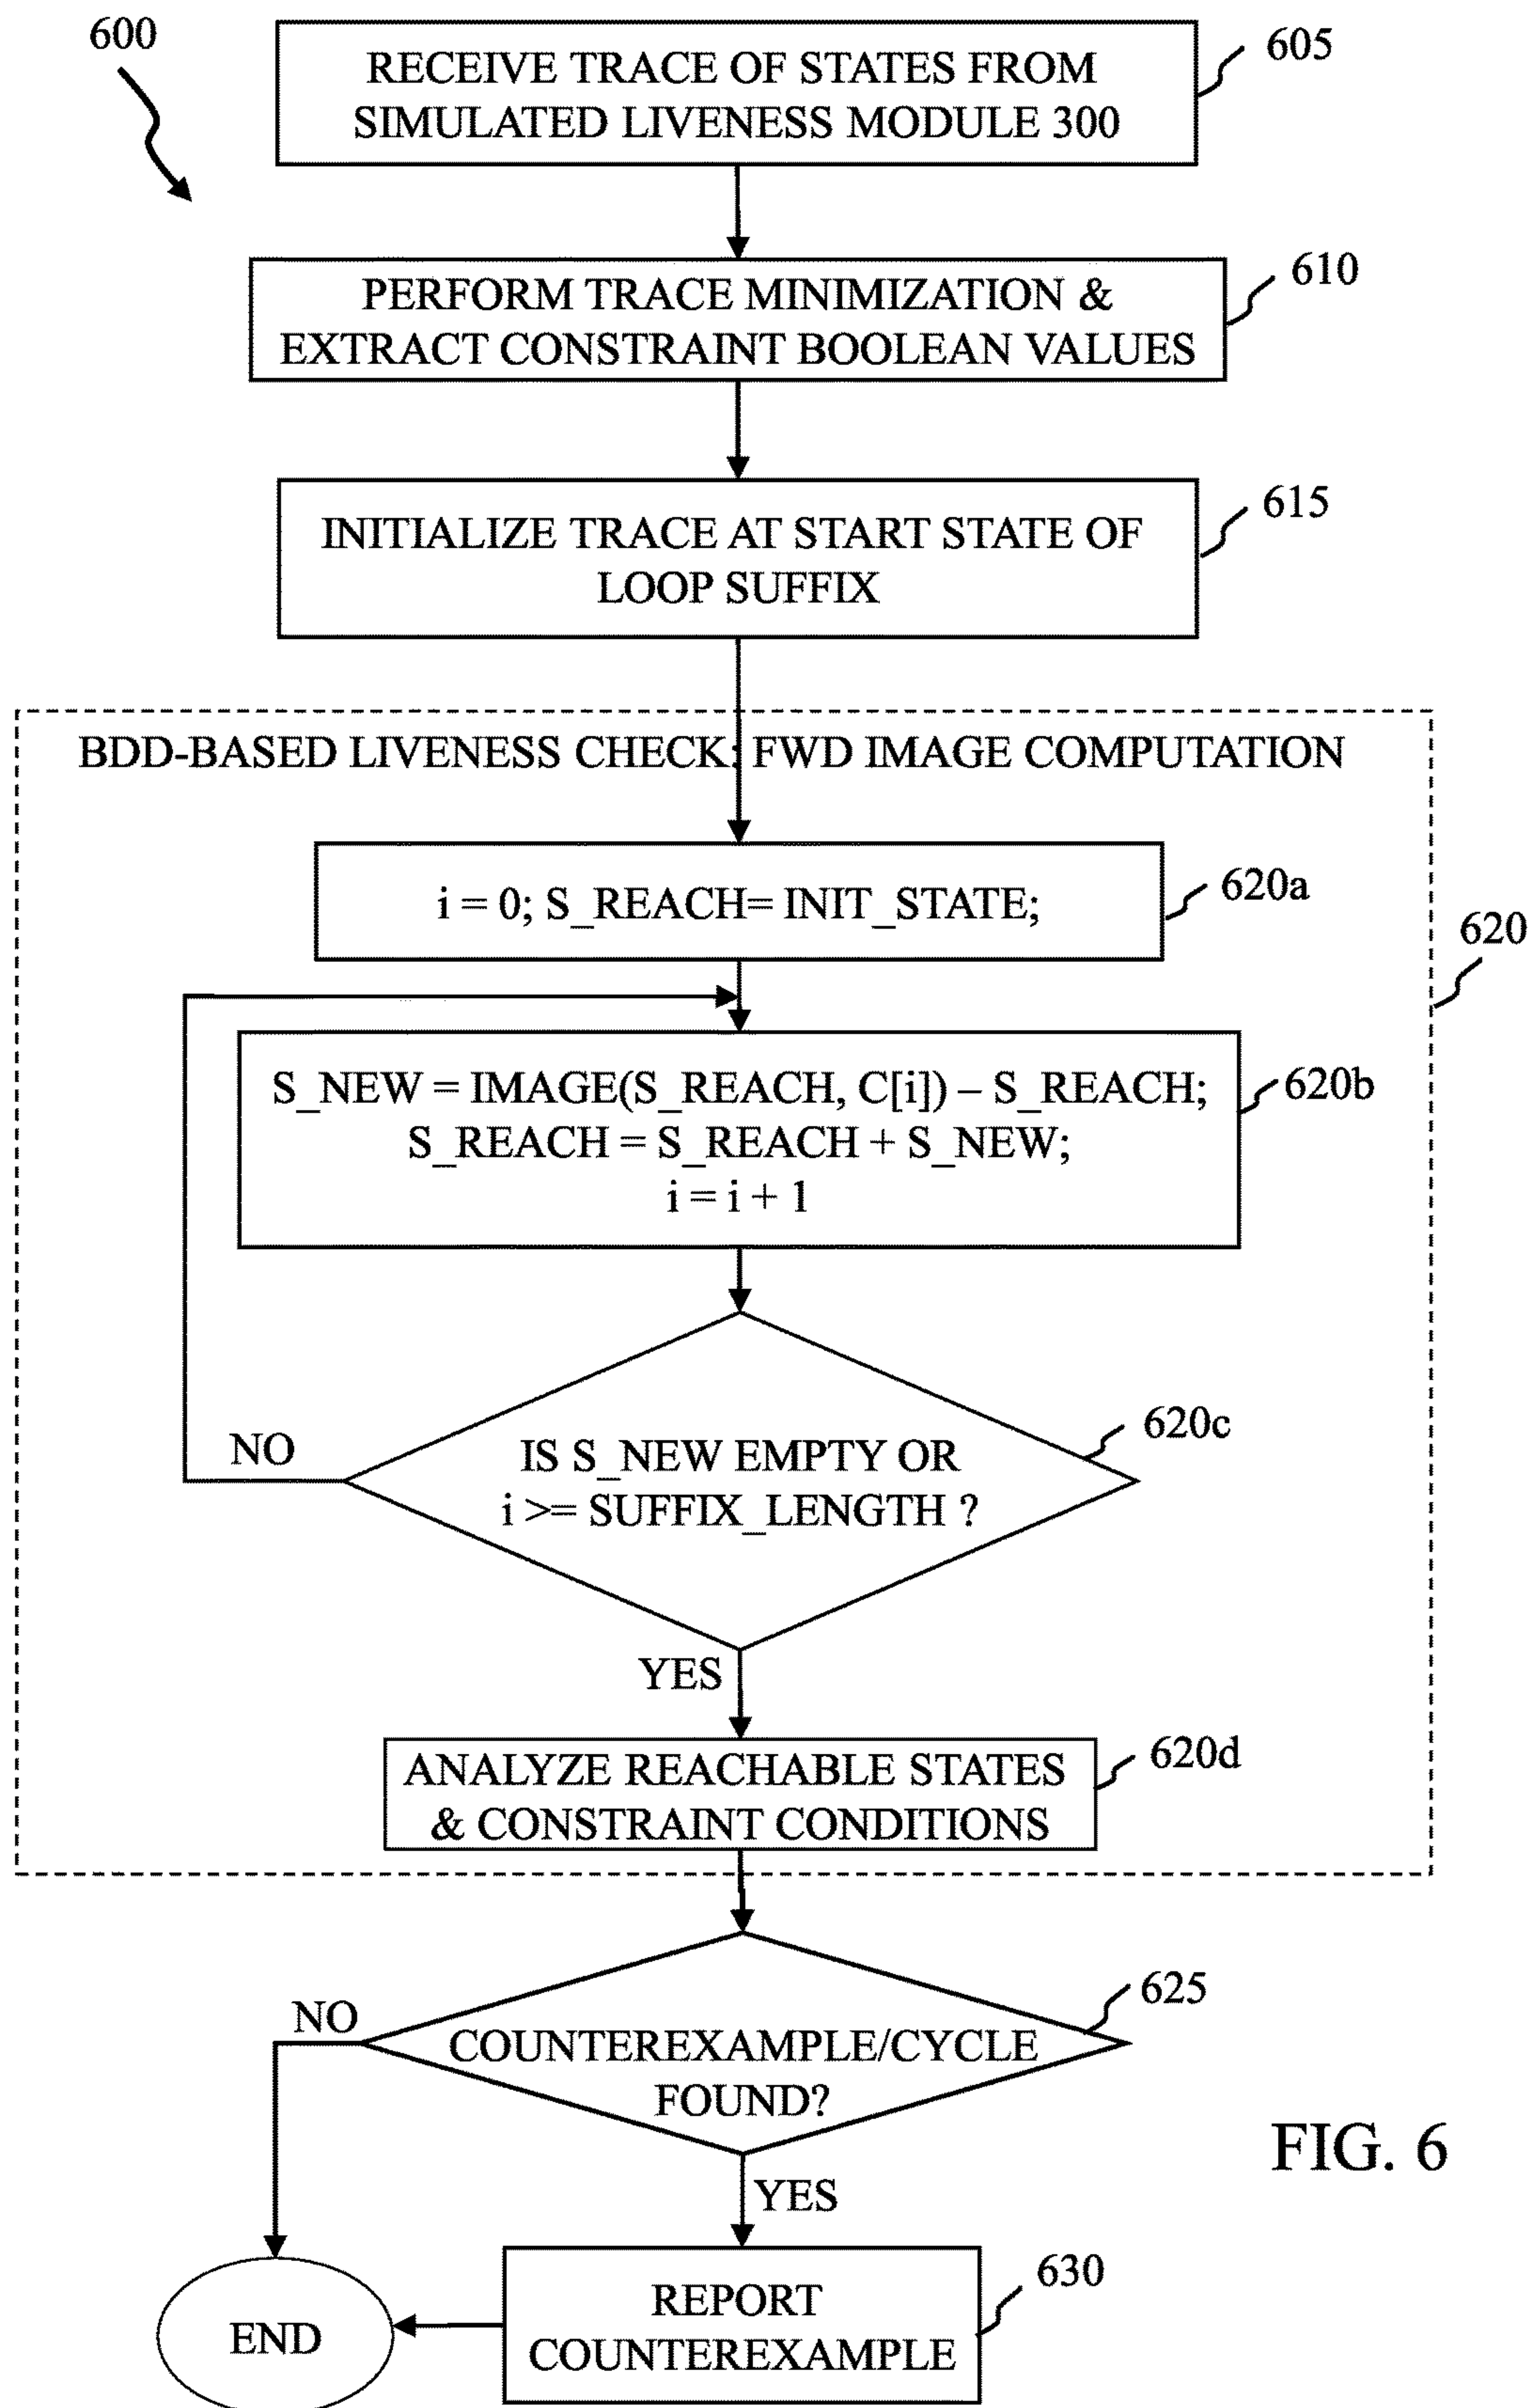 600
RECEIVE TRACE OF STATES FROM
SIMULATED LIVENESS MODULE 300
605
PERFORM TRACE MINIMIZATION &
EXTRACT CONSTRAINT BOOLEAN VALUES
610
INITIALIZE TRACE AT START STATE OF
LOOP SUFFIX
615
BDD-BASED LIVENESS CHECK: FWD IMAGE COMPUTATION
i = 0; S_REACH= INIT_STATE;
620a
620
S_NEW = IMAGE(S_REACH, C[i]) – S_REACH;
S_REACH = S_REACH + S_NEW;
i = i + 1
620b
IS S_NEW EMPTY OR
i >= SUFFIX_LENGTH ?
620c
NO
YES
ANALYZE REACHABLE STATES
& CONSTRAINT CONDITIONS
620d
COUNTEREXAMPLE/CYCLE
FOUND?
625
NO
YES
REPORT
COUNTEREXAMPLE
630
END
FIG. 6